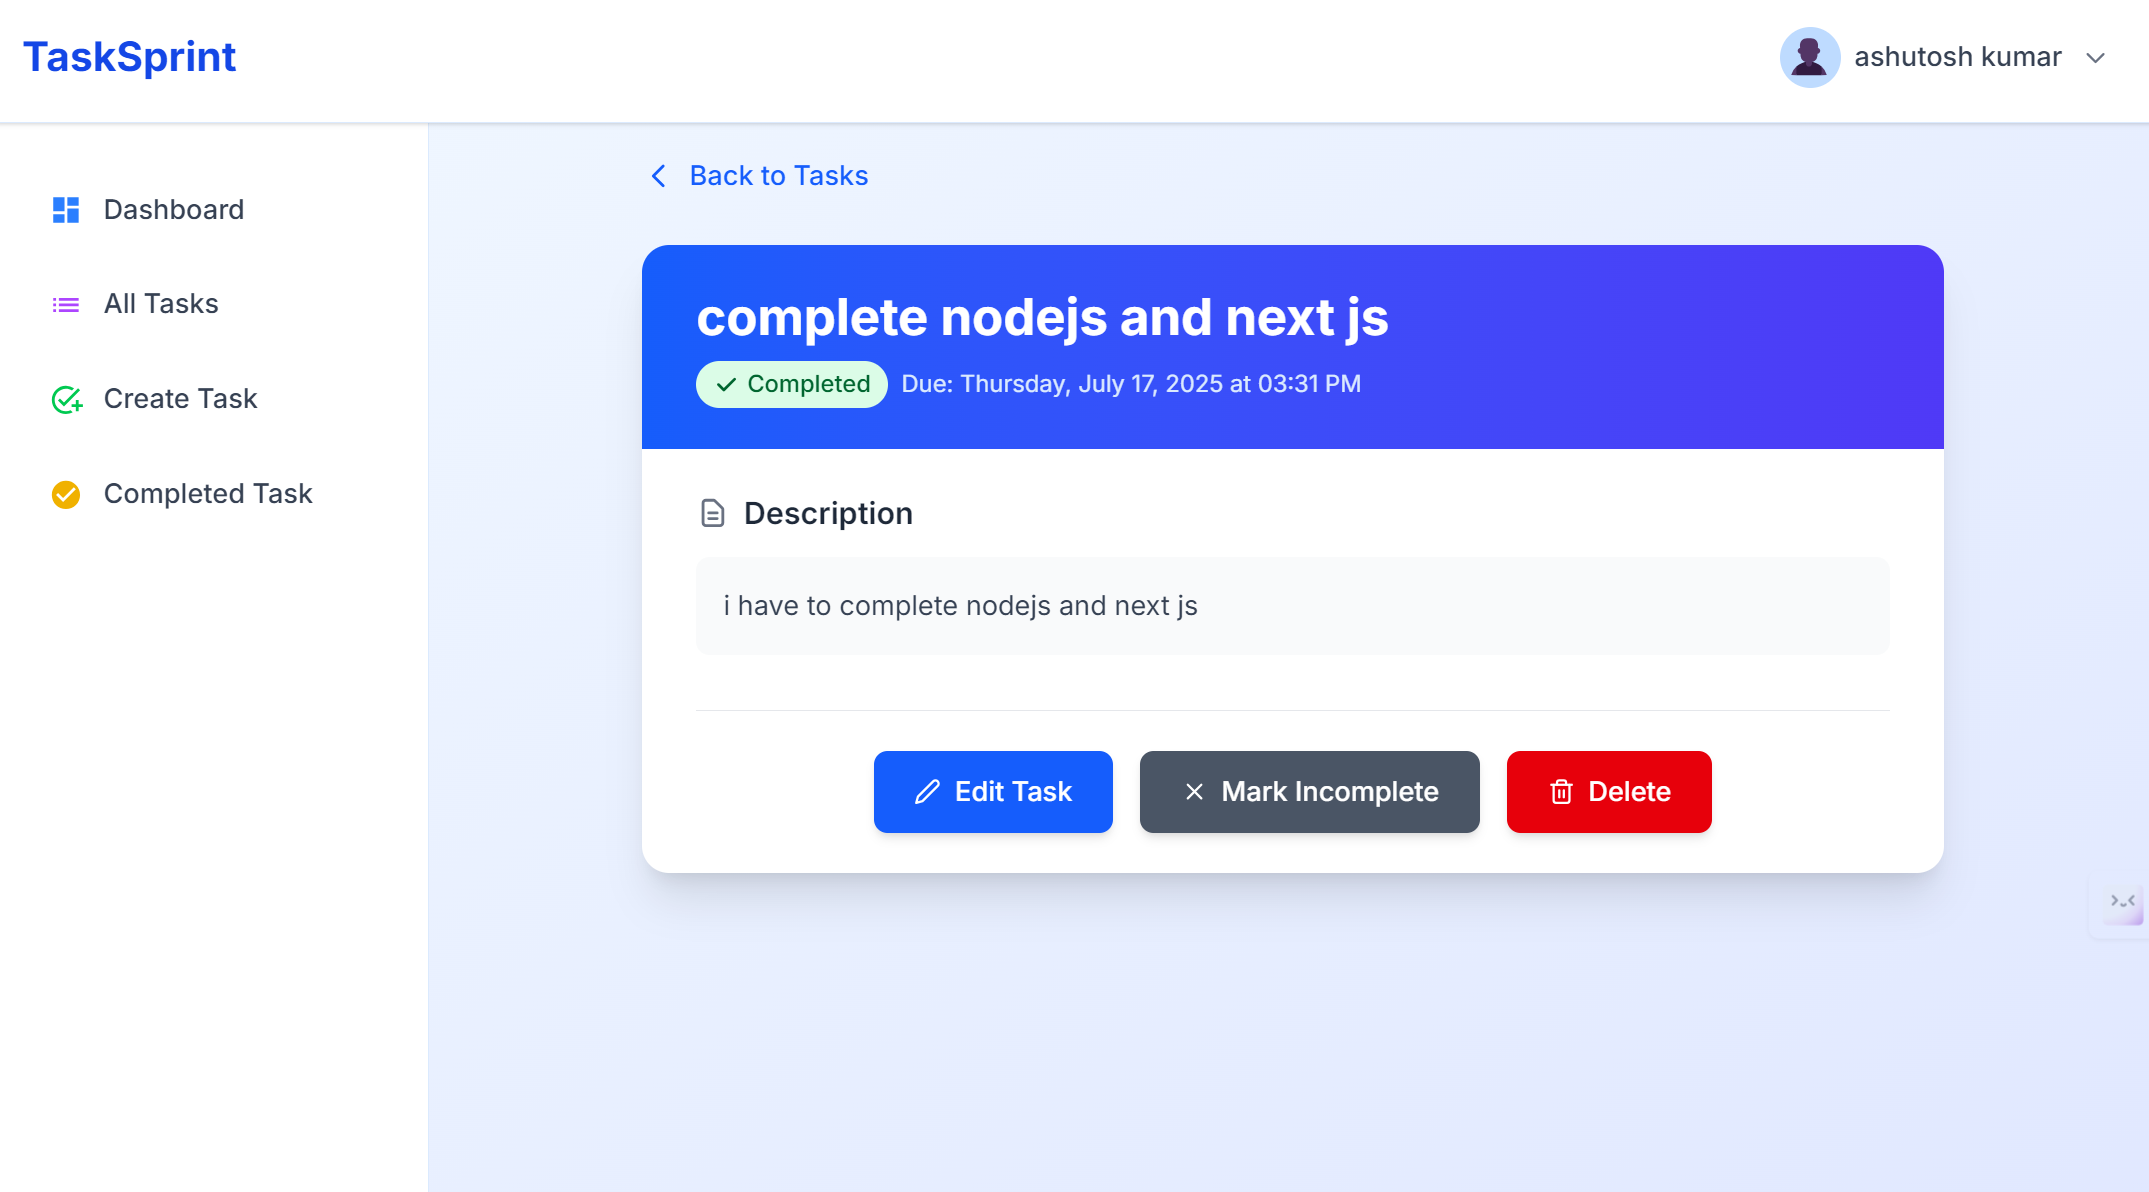 TaskSprint
ashutosh kumar
Dashboard
All Tasks
Create Task
Completed Task
Back to Tasks
complete nodejs and next js
Completed Due: Thursday, July 17, 2025 at 03:31 PM
Description
i have to complete nodejs and next js
Edit Task
Mark Incomplete
Delete